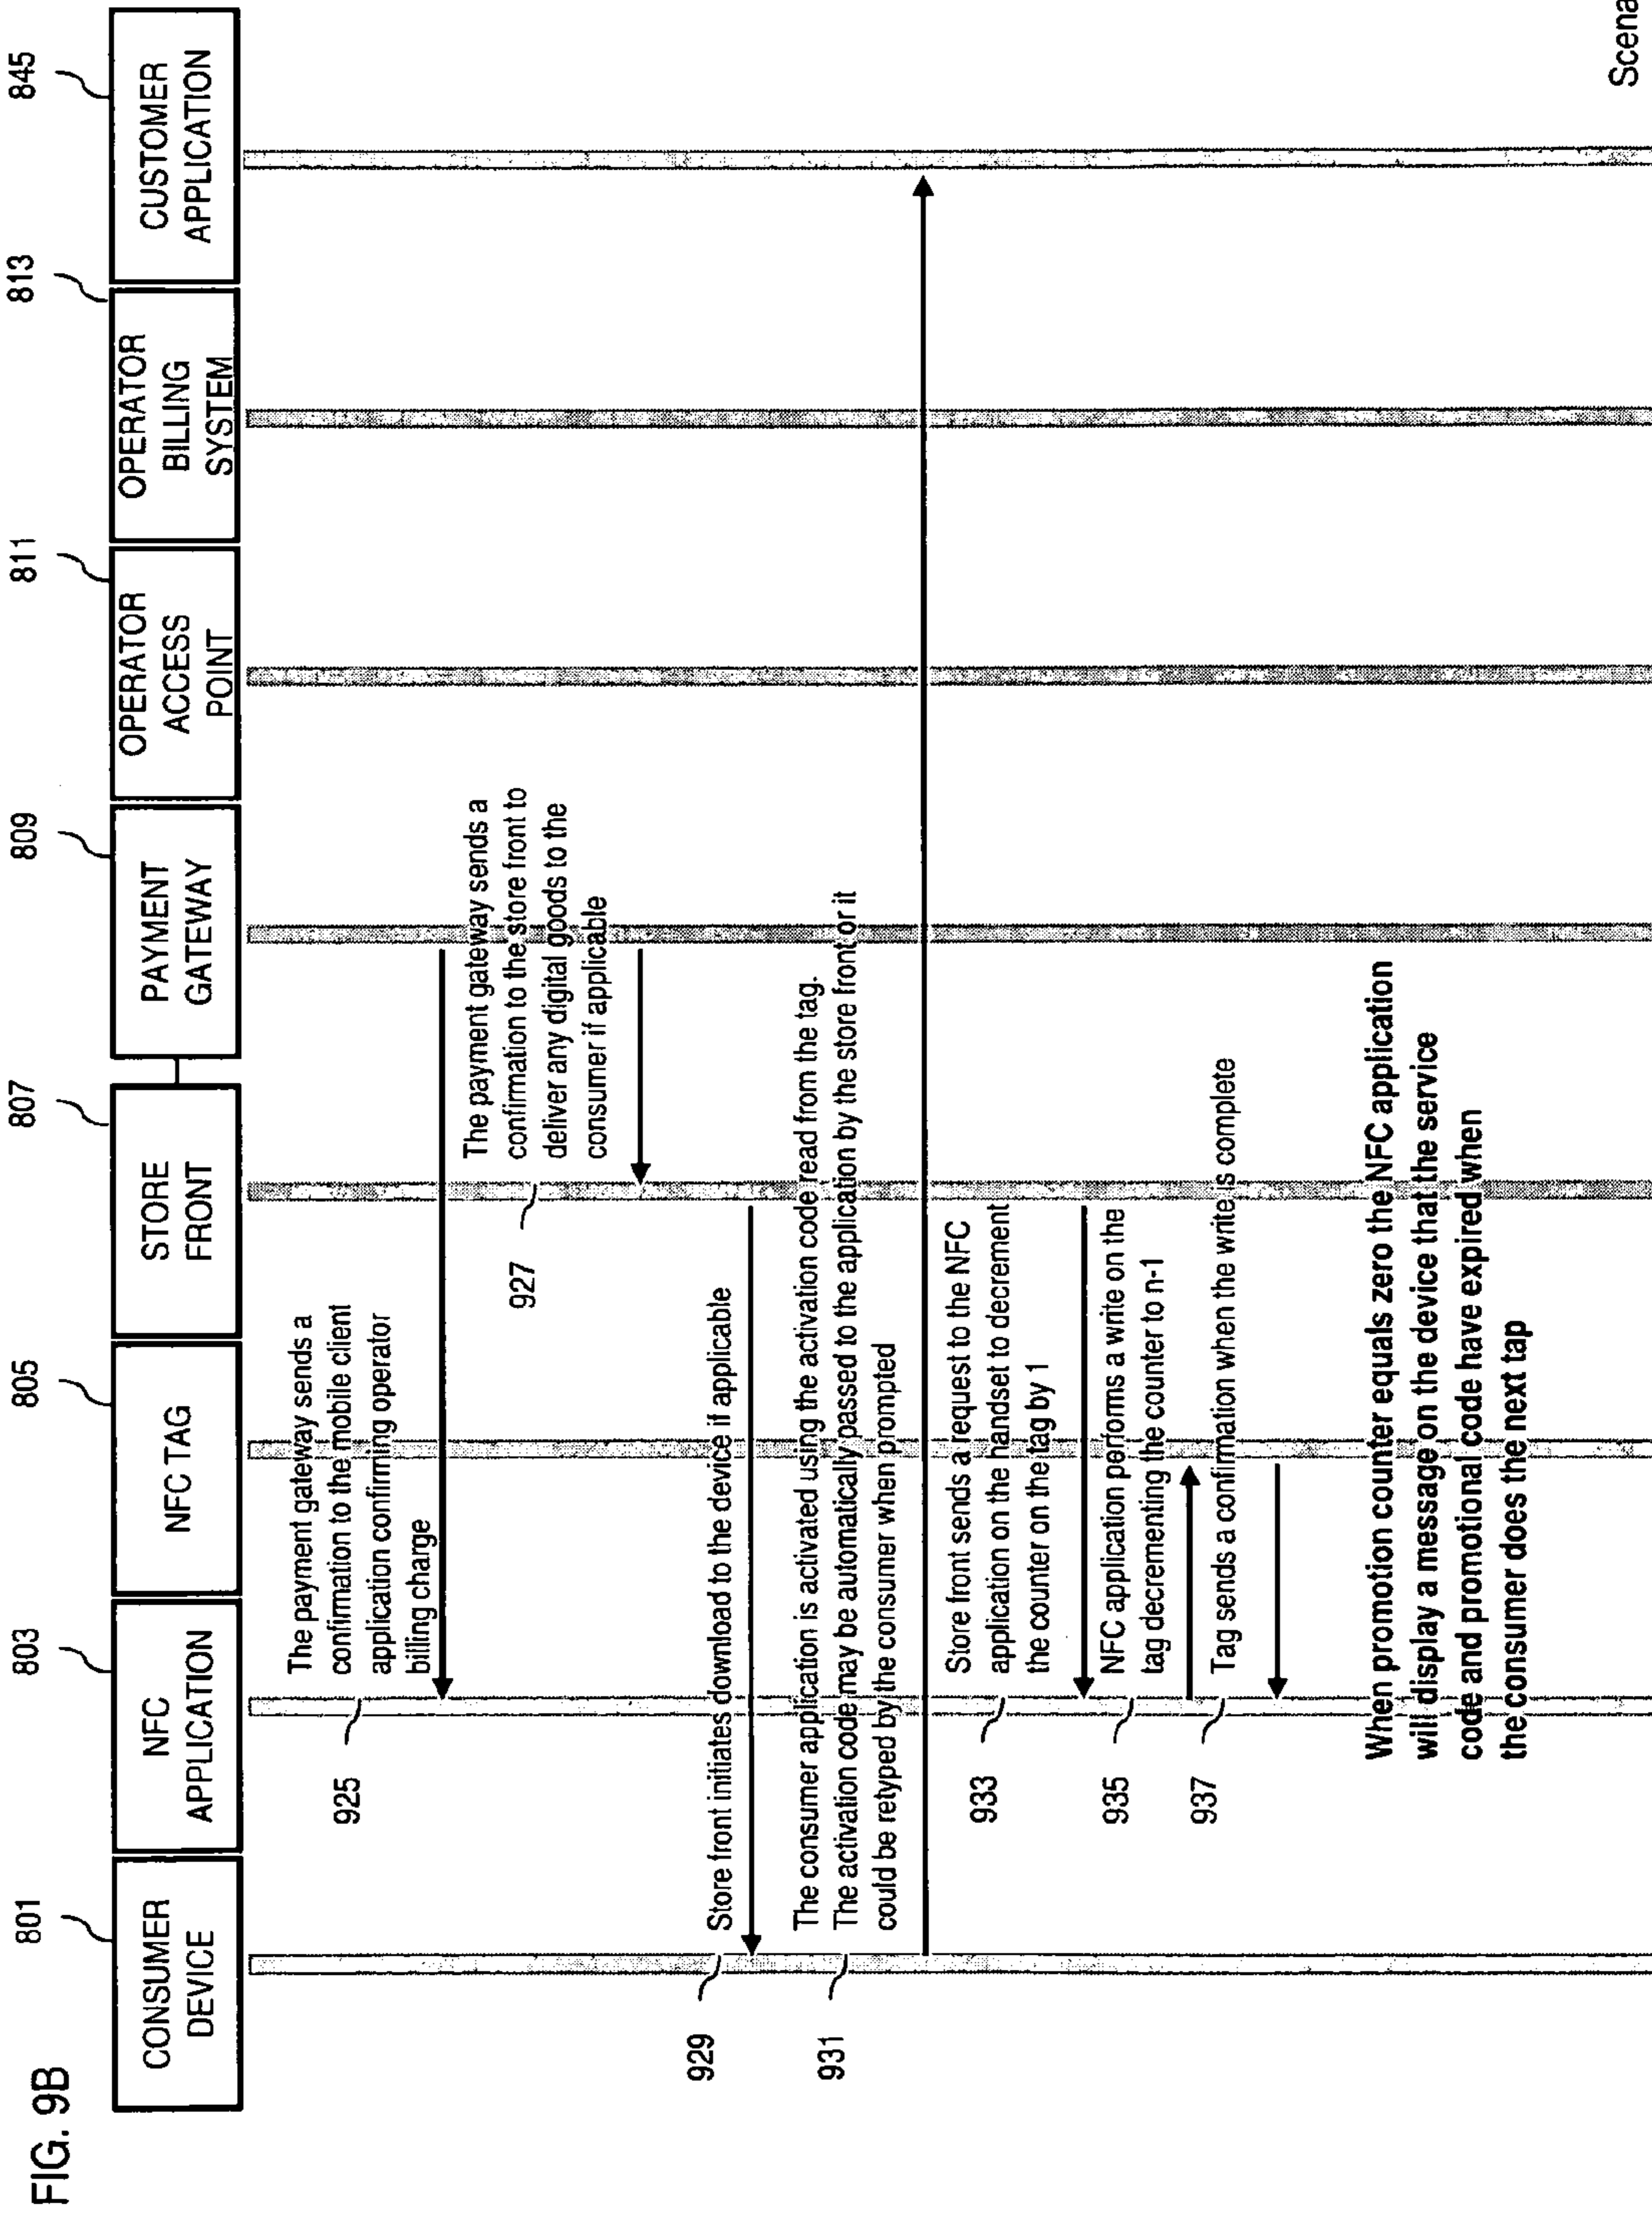 FIG. 9B
801
803
805
807
809
811
813
845
CONSUMER
DEVICE
NFC
APPLICATION
NFC TAG
STORE
FRONT
PAYMENT
GATEWAY
OPERATOR
ACCESS
POINT
OPERATOR
BILLING
SYSTEM
CUSTOMER
APPLICATION
925
The payment gateway sends a
confirmation to the mobile client
application confirming operator
billing charge
927
The payment gateway sends a
confirmation to the store front to
deliver any digital goods to the
consumer if applicable
929
Store front initiates download to the device if applicable
931
The consumer application is activated using the activation code read from the tag.
The activation code may be automatically passed to the application by the store front or it
could be retyped by the consumer when prompted
933
Store front sends a request to the NFC
application on the handset to decrement
the counter on the tag by 1
935
NFC application performs a write on the
tag decrementing the counter to n-1
937
Tag sends a confirmation when the write is complete
When promotion counter equals zero the NFC application
will display a message on the device that the service
code and promotional code have expired when
the consumer does the next tap